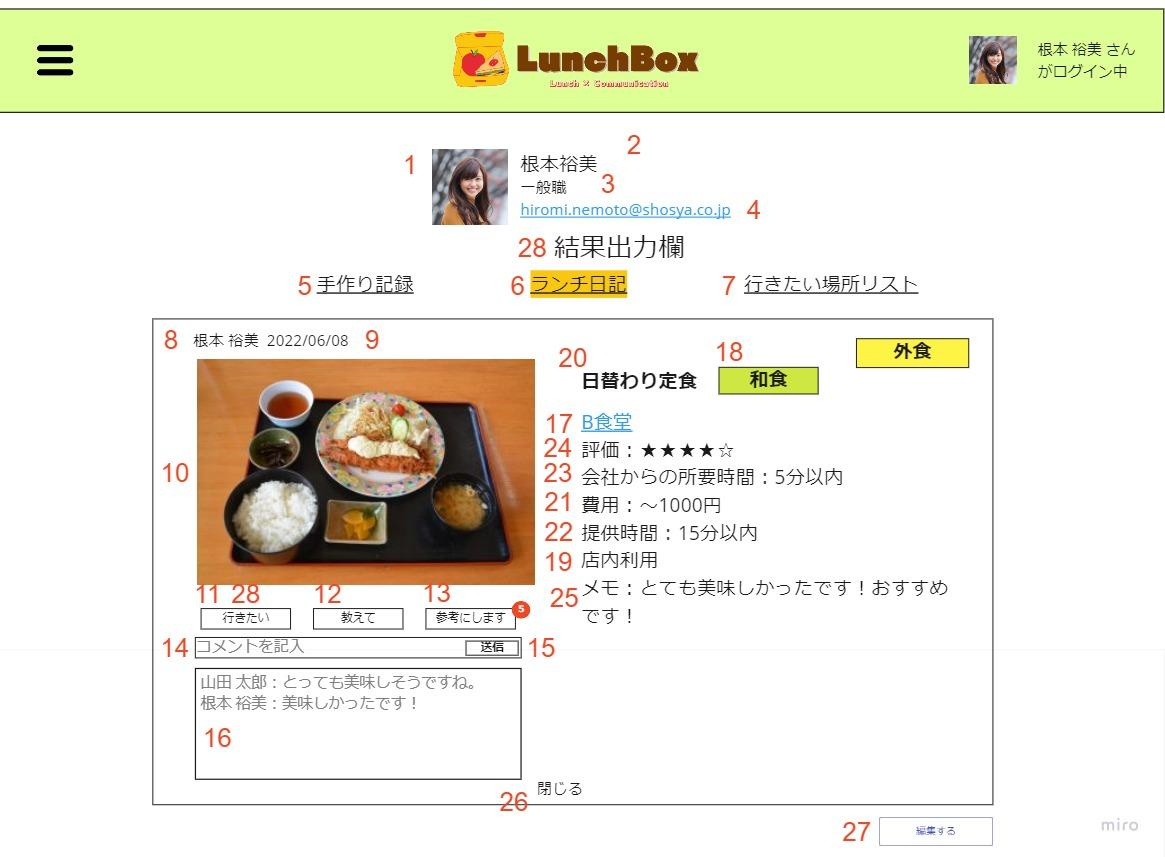 LunchBox
Lunch × Communication
根本 裕美 さん
がログイン中
1
2
根本裕美
一般職 3
hiromi.nemoto@shosya.co.jp 4
28 結果出力欄
5 手作り記録 6 ランチ日記 7 行きたい場所リスト
8 根本 裕美 2022/06/08 9
10
20 日替わり定食 18 和食 外食
17 B食堂
24 評価：★★★★☆
23 会社からの所要時間：5分以内
21 費用：～1000円
22 提供時間：15分以内
19 店内利用
25 メモ：とても美味しかったです！おすすめ
です！
11 28 12 13
行きたい 教えて 参考にします 5
14 コメントを記入 送信 15
山田 太郎：とっても美味しそうですね。
根本 裕美：美味しかったです！
16
26 閉じる
27 編集する
miro